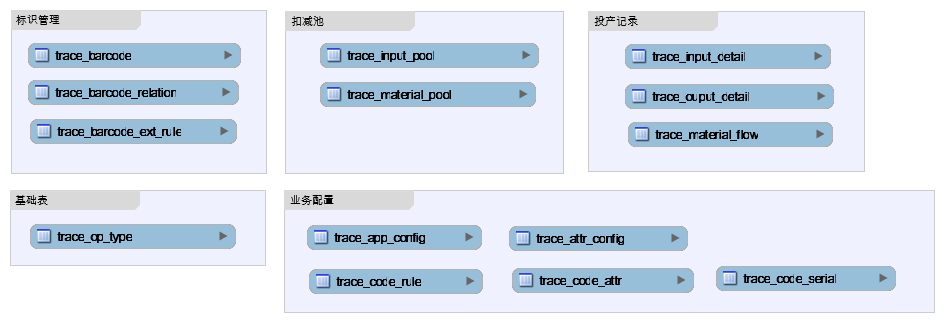 标识管理
trace_barcode
trace_barcode_relation
trace_barcode_ext_rule
扣减池
trace_input_pool
trace_material_pool
投产记录
trace_input_detail
trace_ouput_detail
trace_material_flow
基础表
trace_op_type
业务配置
trace_app_config
trace_attr_config
trace_code_rule
trace_code_attr
trace_code_serial